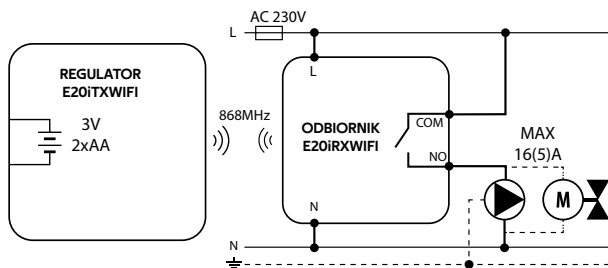 AC 230V
L
REGULATOR
E20iTXWIFI
3V
2xAA
868MHz
L
ODBIORNIK
E20iRXWIFI
COM
NO
N
MAX
16(5)A
M
N